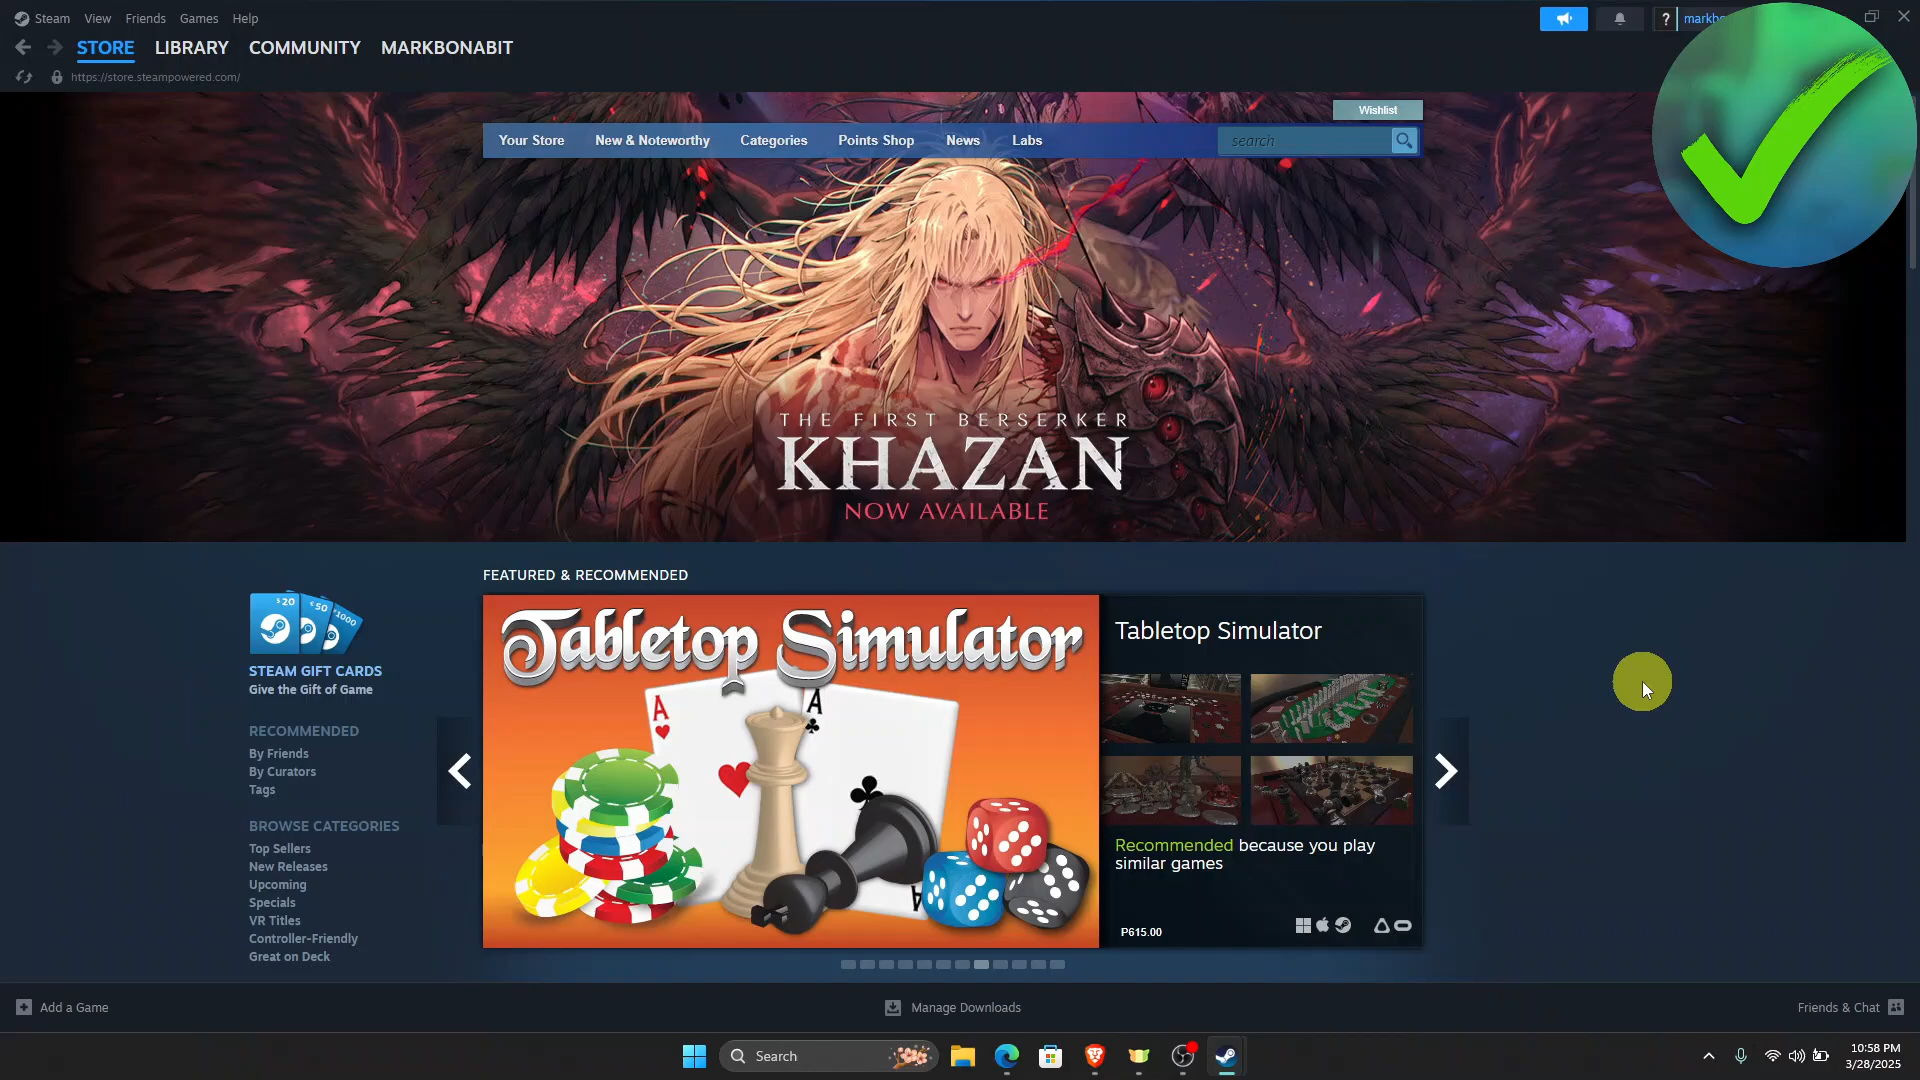 Steam View Friends Games Help
? markbo
STORE LIBRARY COMMUNITY MARKBONABIT
https://store.steampowered.com/
Wishlist
Your Store New & Noteworthy Categories Points Shop News Labs search
THE FIRST BERSERKER
KHAZAN
NOW AVAILABLE
FEATURED & RECOMMENDED
$20 €50 1000
STEAM GIFT CARDS
Give the Gift of Game
RECOMMENDED
By Friends
By Curators
Tags
BROWSE CATEGORIES
Top Sellers
New Releases
Upcoming
Specials
VR Titles
Controller-Friendly
Great on Deck
Tabletop Simulator
A A
A
Tabletop Simulator
Recommended because you play
similar games
P615.00
Add a Game
Manage Downloads
Friends & Chat
Search
10:58 PM
3/28/2025